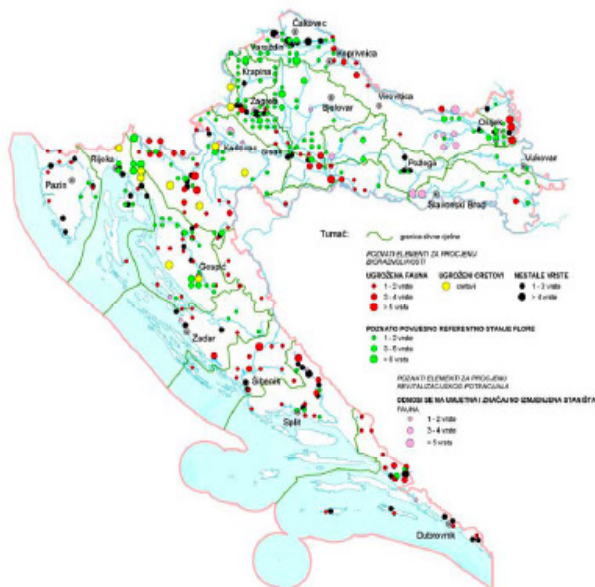 Čakovec
Varaždin
Koprivnica
Krapina
Virovitica
Zagreb
Bjelovar
Osijek
Rijeka
Karlovac
Sisak
Vukovar
Požega
Pazin
Slavonski Brod
Tumač:
granica slivne cjeline
POZNATI ELEMENTI ZA PROCJENU
BIORAZNOLIKOSTI
UGROŽENA FAUNA UGROŽENI CRETOVI NESTALE VRSTE
1 - 2 vrste cretovi 1 - 3 vrste
3 - 4 vrste > 4 vrste
> 5 vrsta
Gospić
POZNATO POVIJESNO REFERENTNO STANJE FLORE
1 - 2 vrste
3 - 5 vrsta
Zadar
POZNATI ELEMENTI ZA PROCJENU
REVITALIZACIJSKOG POTENCIJALA
Šibenik
ODNOSI SE NA UMJETNA I ZNAČAJNO IZMIJENJENA STANIŠTA
FAUNA
1 - 2 vrste
Split
3 - 4 vrste
> 5 vrsta
Dubrovnik